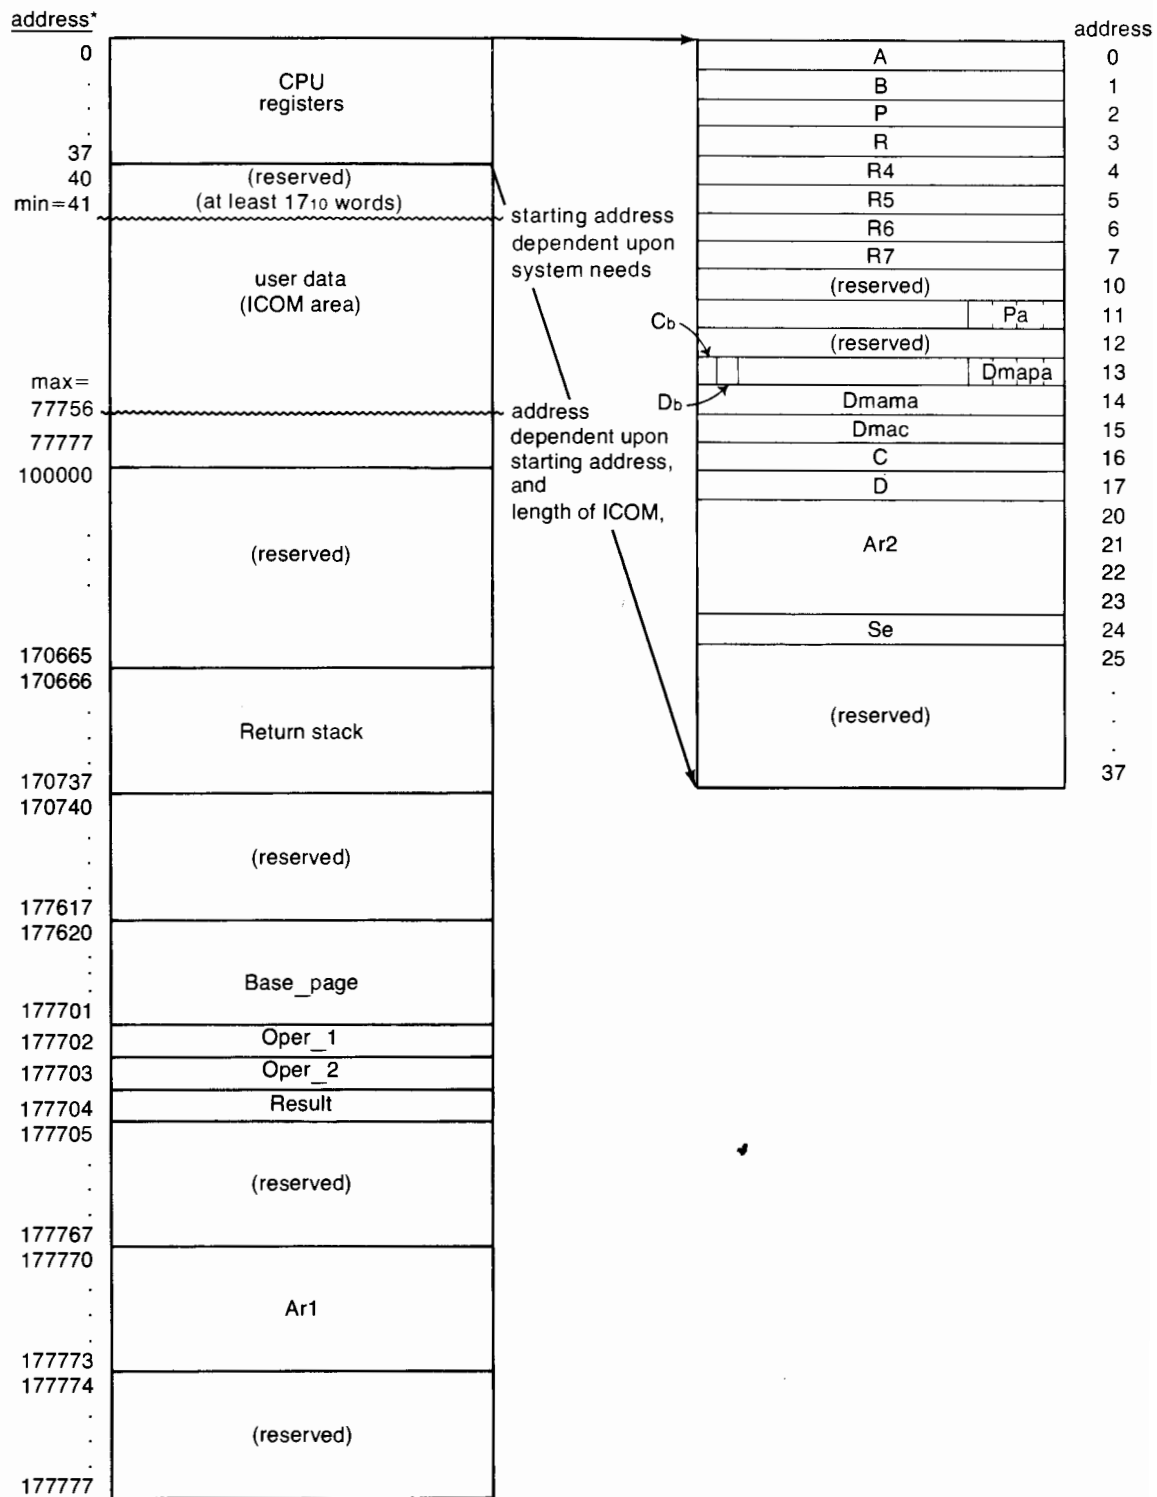 address*
0
.
.
.
37
40
min=41
max=
77756
77777
100000
.
.
.
170665
170666
.
.
.
170737
170740
.
.
.
177617
177620
.
.
.
177701
177702
177703
177704
177705
.
.
.
177767
177770
.
.
.
177773
177774
.
.
.
177777
CPU
registers
(reserved)
(at least 17₁₀ words)
user data
(ICOM area)
(reserved)
Return stack
(reserved)
Base_page
Oper_1
Oper_2
Result
(reserved)
Ar1
(reserved)
starting address
dependent upon
system needs
address
dependent upon
starting address,
and
length of ICOM,
address
A 0
B 1
P 2
R 3
R4 4
R5 5
R6 6
R7 7
(reserved) 10
Pa 11
(reserved) 12
Cb
Db
Dmapa 13
Dmama 14
Dmac 15
C 16
D 17
20
Ar2 21
22
23
Se 24
25
(reserved)
.
.
.
37